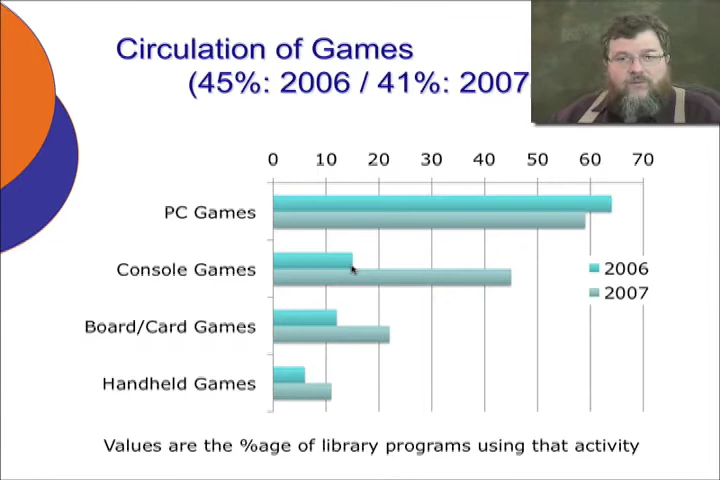 Circulation of Games
(45%: 2006 / 41%: 2007
0 10 20 30 40 50 60 70
PC Games
Console Games
2006
2007
Board/Card Games
Handheld Games
Values are the %age of library programs using that activity